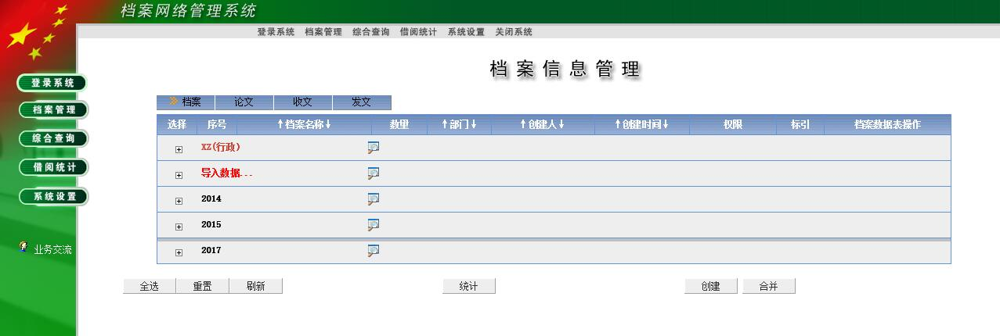 档案网络管理系统
登录系统 档案管理 综合查询 借阅统计 系统设置 关闭系统
档案信息管理
登录系统
档案管理
综合查询
借阅统计
系统设置
业务交流
档案 论文 收文 发文
选择 序号 ↑档案名称↓ 数量 ↑部门↓ ↑创建人↓ ↑创建时间↓ 权限 标引 档案数据表操作
XZ(行政)
导入数据...
2014
2015
2017
全选 重置 刷新 统计 创建 合并